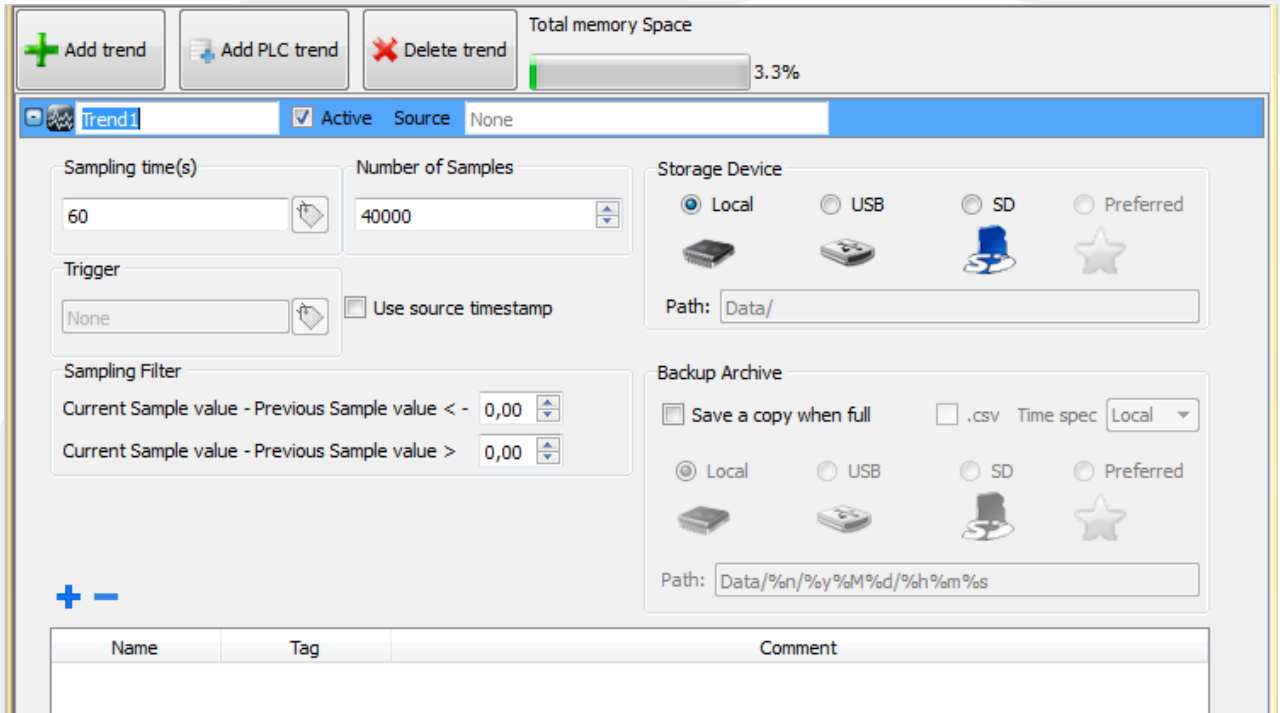 Add trend
Add PLC trend
Delete trend
Total memory Space
3.3%
Trend1
Active
Source
None
Sampling time(s)
60
Number of Samples
40000
Trigger
None
Use source timestamp
Sampling Filter
Current Sample value - Previous Sample value < - 0,00
Current Sample value - Previous Sample value > 0,00
Storage Device
Local
USB
SD
Preferred
Path: Data/
Backup Archive
Save a copy when full
.csv
Time spec
Local
Local
USB
SD
Preferred
Path: Data/%n/%y%M%d/%h%m%s
Name
Tag
Comment